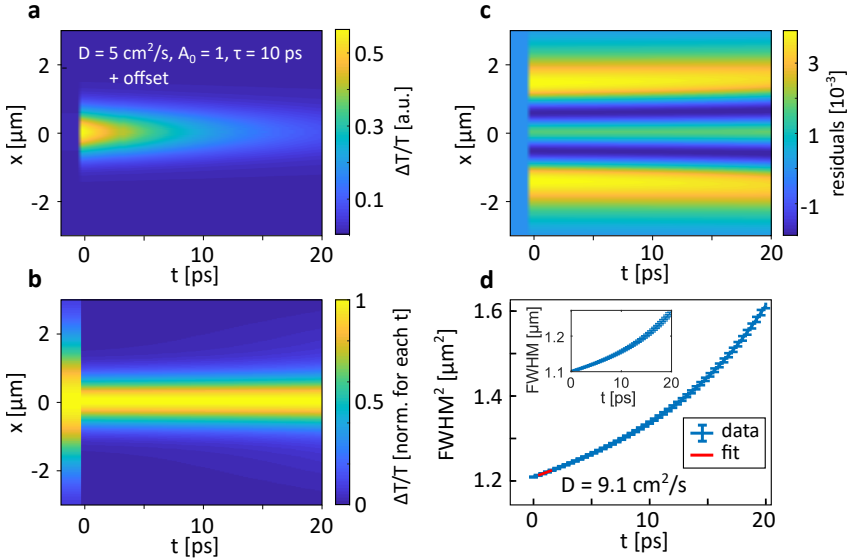 a
D = 5 cm²/s, A₀ = 1, τ = 10 ps
+ offset
x [µm]
2
0
-2
0
10
20
t [ps]
0.5
0.3
0.1
ΔT/T [a.u.]
c
x [µm]
2
0
-2
0
10
20
t [ps]
3
1
-1
residuals [10⁻³]
b
x [µm]
2
0
-2
0
10
20
t [ps]
1
0.5
0
ΔT/T [norm. for each t]
d
FWHM² [µm²]
1.6
1.4
1.2
0
10
20
t [ps]
FWHM [µm]
1.2
1.1
0
10
20
t [ps]
data
fit
D = 9.1 cm²/s